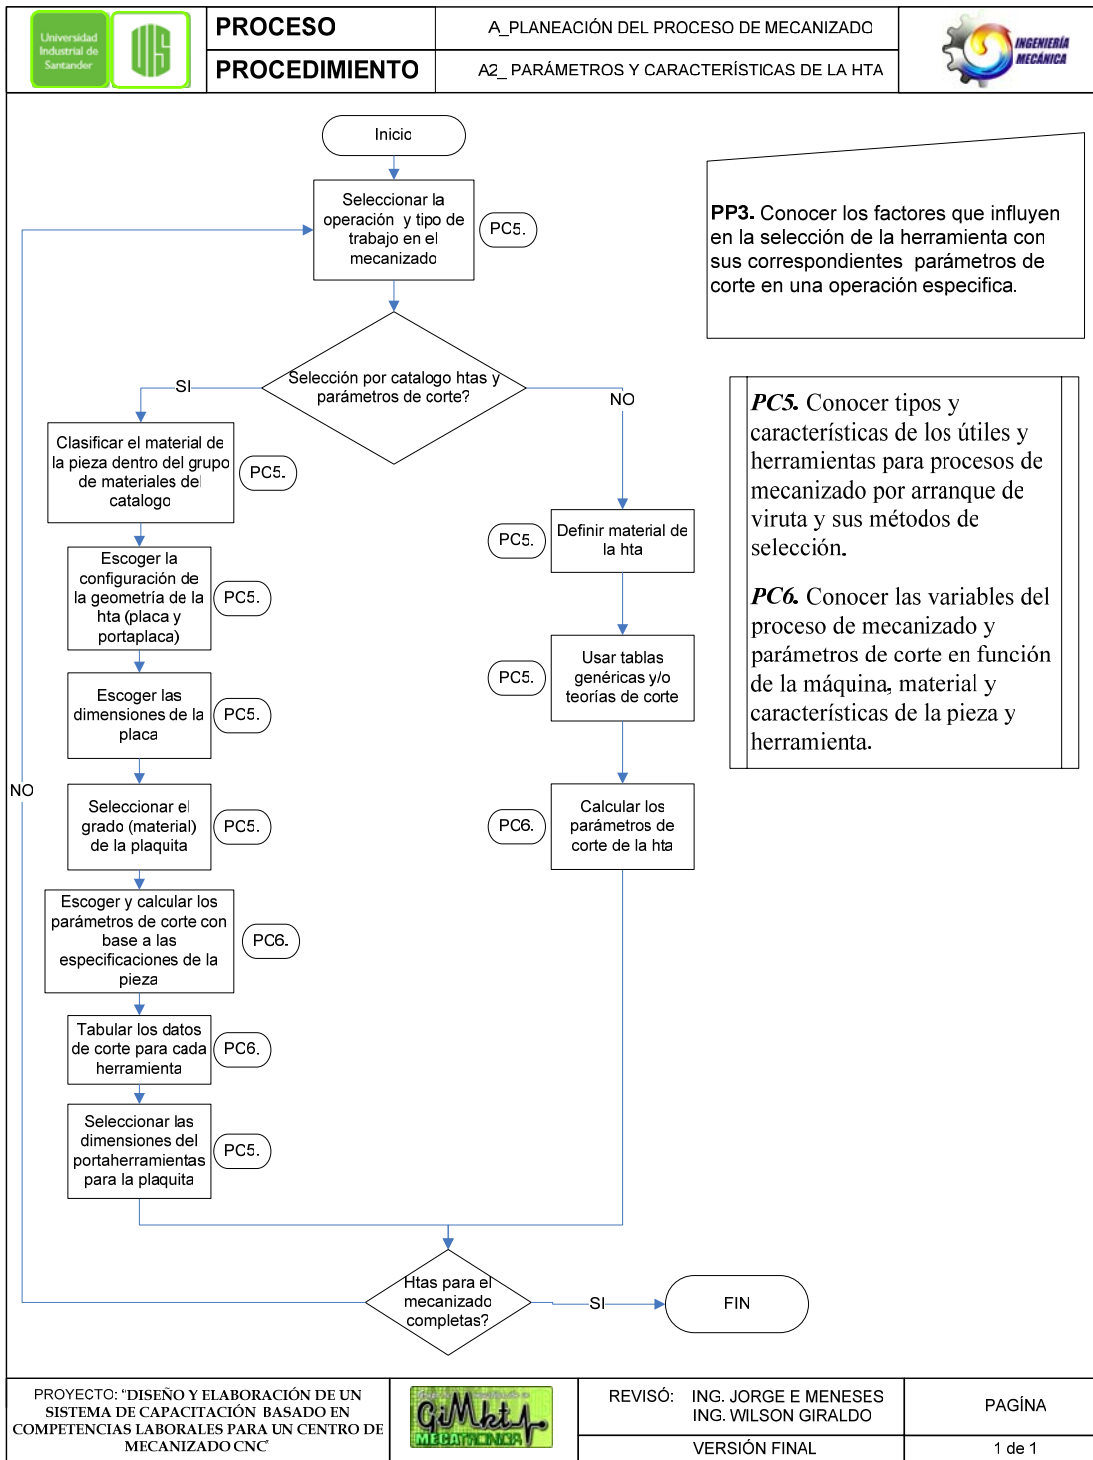 Universidad
Industrial de
Santander
UIS
PROCESO
A_PLANEACIÓN DEL PROCESO DE MECANIZADO
PROCEDIMIENTO
A2_ PARÁMETROS Y CARACTERÍSTICAS DE LA HTA
INGENIERÍA
MECÁNICA
Inicio
Seleccionar la
operación y tipo de
trabajo en el
mecanizado
PC5.
PP3. Conocer los factores que influyen
en la selección de la herramienta con
sus correspondientes parámetros de
corte en una operación especifica.
Selección por catalogo htas y
parámetros de corte?
SI
NO
Clasificar el material de
la pieza dentro del grupo
de materiales del
catalogo
PC5.
Escoger la
configuración de
la geometría de la
hta (placa y
portaplaca)
PC5.
Escoger las
dimensiones de la
placa
PC5.
Seleccionar el
grado (material)
de la plaquita
PC5.
Escoger y calcular los
parámetros de corte con
base a las
especificaciones de la
pieza
PC6.
Tabular los datos
de corte para cada
herramienta
PC6.
Seleccionar las
dimensiones del
portaherramientas
para la plaquita
PC5.
PC5.
Definir material de
la hta
PC5.
Usar tablas
genéricas y/o
teorías de corte
PC6.
Calcular los
parámetros de
corte de la hta
PC5. Conocer tipos y
características de los útiles y
herramientas para procesos de
mecanizado por arranque de
viruta y sus métodos de
selección.
PC6. Conocer las variables del
proceso de mecanizado y
parámetros de corte en función
de la máquina, material y
características de la pieza y
herramienta.
NO
Htas para el
mecanizado
completas?
SI
FIN
PROYECTO: "DISEÑO Y ELABORACIÓN DE UN
SISTEMA DE CAPACITACIÓN BASADO EN
COMPETENCIAS LABORALES PARA UN CENTRO DE
MECANIZADO CNC"
GiMkt
MECATRONICA
REVISÓ: ING. JORGE E MENESES
ING. WILSON GIRALDO
VERSIÓN FINAL
PAGÍNA
1 de 1